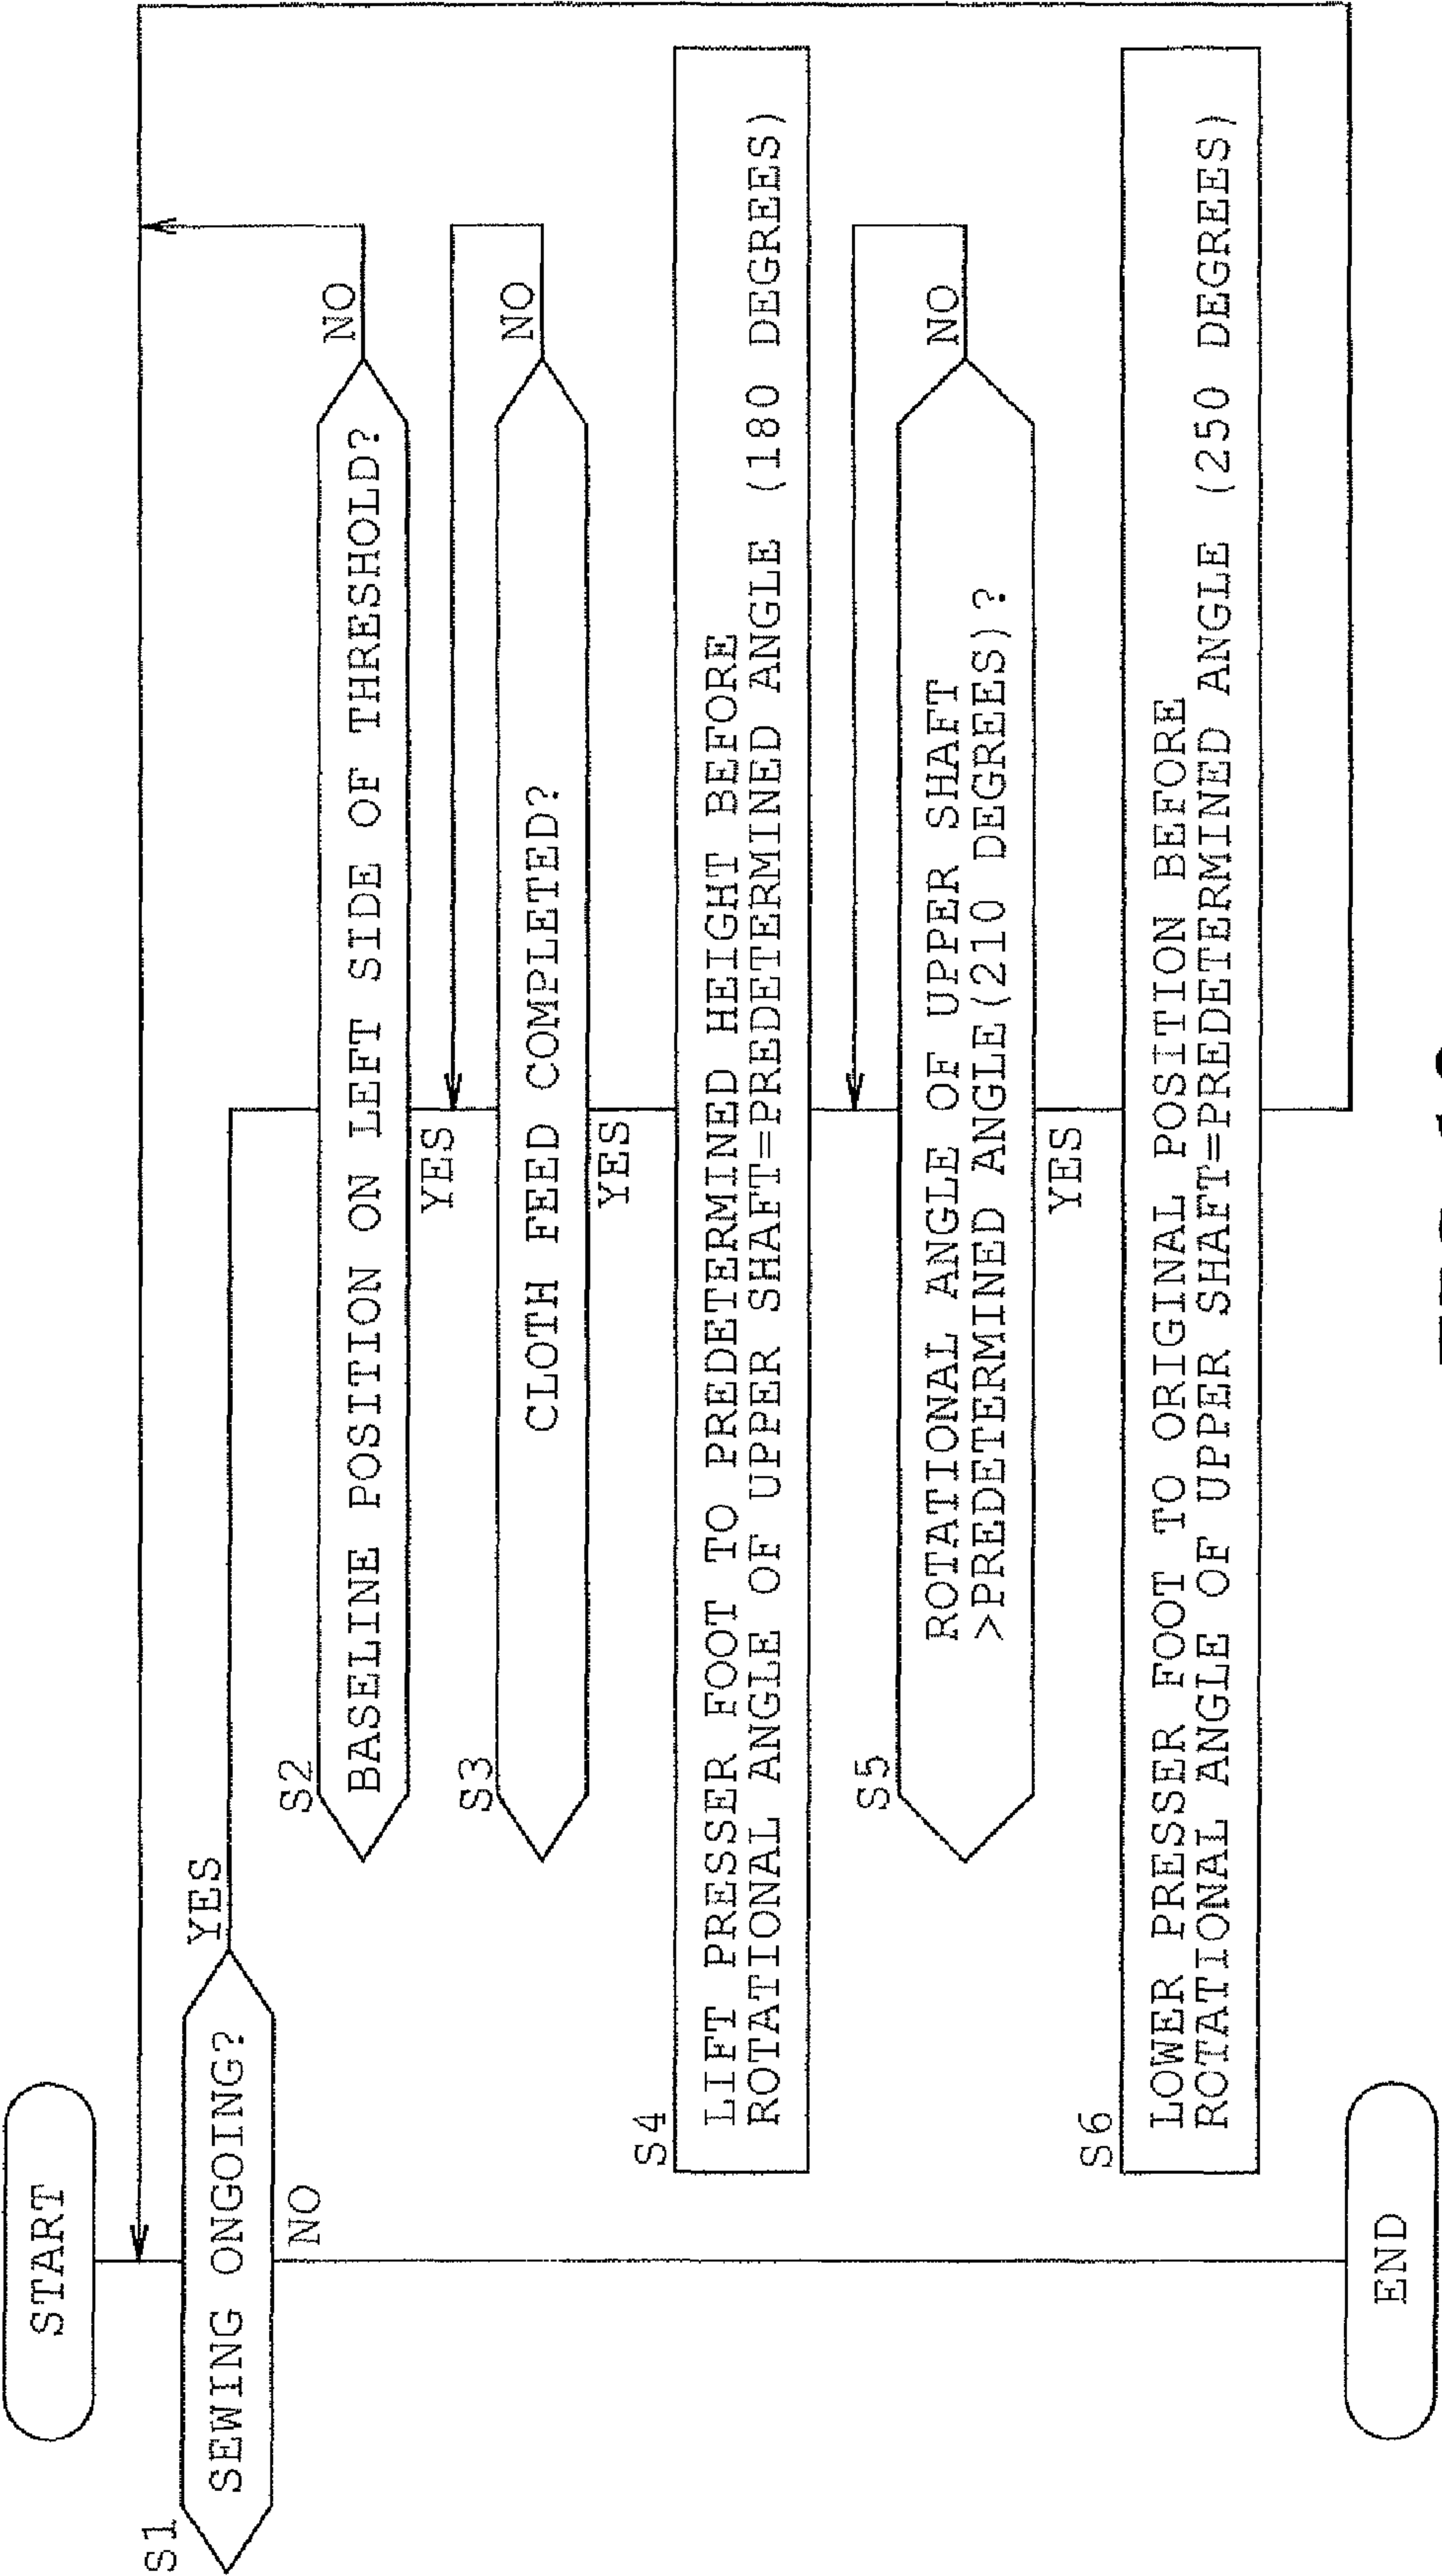 START
S1
SEWING ONGOING?
YES
NO
S2
BASELINE POSITION ON LEFT SIDE OF THRESHOLD?
NO
YES
S3
CLOTH FEED COMPLETED?
NO
YES
S4
LIFT PRESSER FOOT TO PREDETERMINED HEIGHT BEFORE
ROTATIONAL ANGLE OF UPPER SHAFT=PREDETERMINED ANGLE (180 DEGREES)
S5
ROTATIONAL ANGLE OF UPPER SHAFT
>PREDETERMINED ANGLE(210 DEGREES)?
NO
YES
S6
LOWER PRESSER FOOT TO ORIGINAL POSITION BEFORE
ROTATIONAL ANGLE OF UPPER SHAFT=PREDETERMINED ANGLE (250 DEGREES)
END